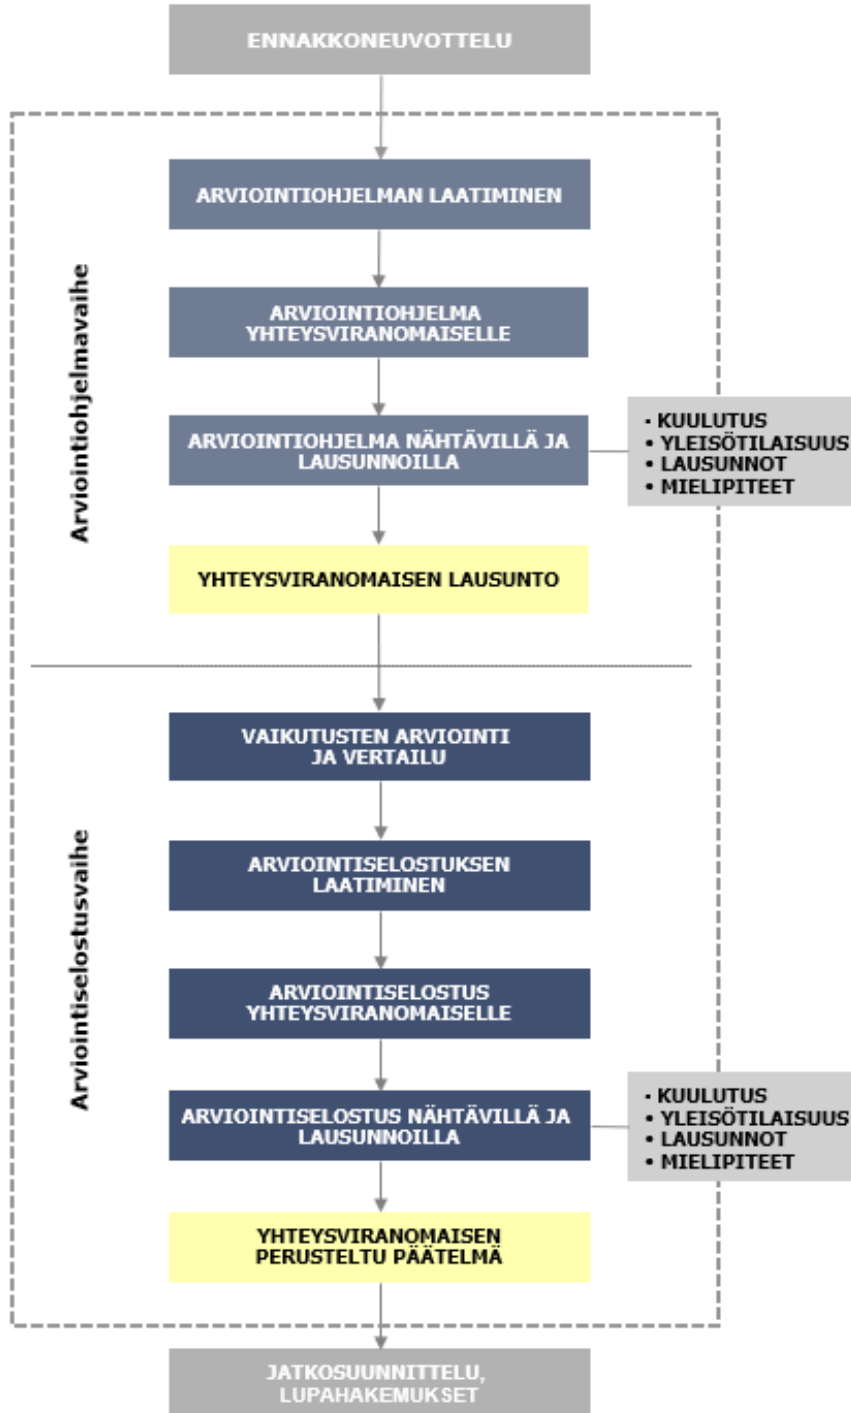 ENNAKKONEUVOTTELU
Arviointiohjelmavaihe
ARVIOINTIOHJELMAN LAATIMINEN
ARVIOINTIOHJELMA
YHTEYSVIRANOMAISELLE
ARVIOINTIOHJELMA NÄHTÄVILLÄ JA
LAUSUNNOILLA
• KUULUTUS
• YLEISÖTILAISUUS
• LAUSUNNOT
• MIELIPITEET
YHTEYSVIRANOMAISEN LAUSUNTO
Arviointiselostusvaihe
VAIKUTUSTEN ARVIOINTI
JA VERTAILU
ARVIOINTISELOSTUKSEN
LAATIMINEN
ARVIOINTISELOSTUS
YHTEYSVIRANOMAISELLE
ARVIOINTISELOSTUS NÄHTÄVILLÄ JA
LAUSUNNOILLA
• KUULUTUS
• YLEISÖTILAISUUS
• LAUSUNNOT
• MIELIPITEET
YHTEYSVIRANOMAISEN
PERUSTELTU PÄÄTELMÄ
JATKOSUUNNITTELU,
LUPAHAKEMUKSET